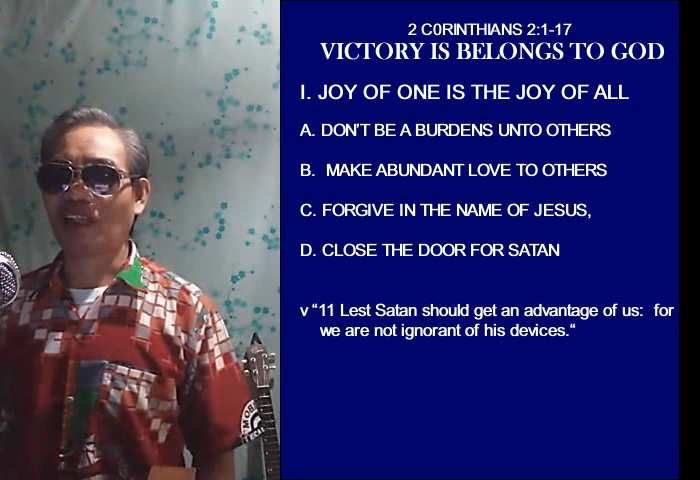 2 C0RINTHIANS 2:1-17
VICTORY IS BELONGS TO GOD
I. JOY OF ONE IS THE JOY OF ALL
A. DON'T BE A BURDENS UNTO OTHERS
B. MAKE ABUNDANT LOVE TO OTHERS
C. FORGIVE IN THE NAME OF JESUS,
D. CLOSE THE DOOR FOR SATAN
v “11 Lest Satan should get an advantage of us: for
we are not ignorant of his devices.“